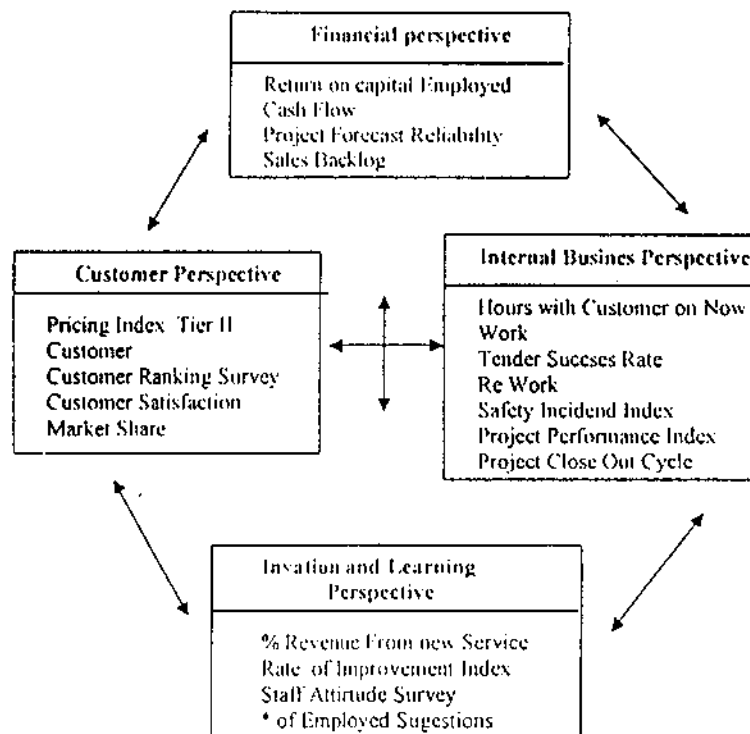 Financial perspective
Return on capital Employed
Cash Flow
Project Forecast Reliability
Sales Backlog
Customer Perspective
Pricing Index Tier II
Customer
Customer Ranking Survey
Customer Satisfaction
Market Share
Internal Busines Perspective
Hours with Customer on Now
Work
Tender Succses Rate
Re Work
Safety Incidend Index
Project Performance Index
Project Close Out Cycle
Invation and Learning
Perspective
% Revenue From new Service
Rate of Improvement Index
Staff Attirtude Survey
* of Employed Sugestions